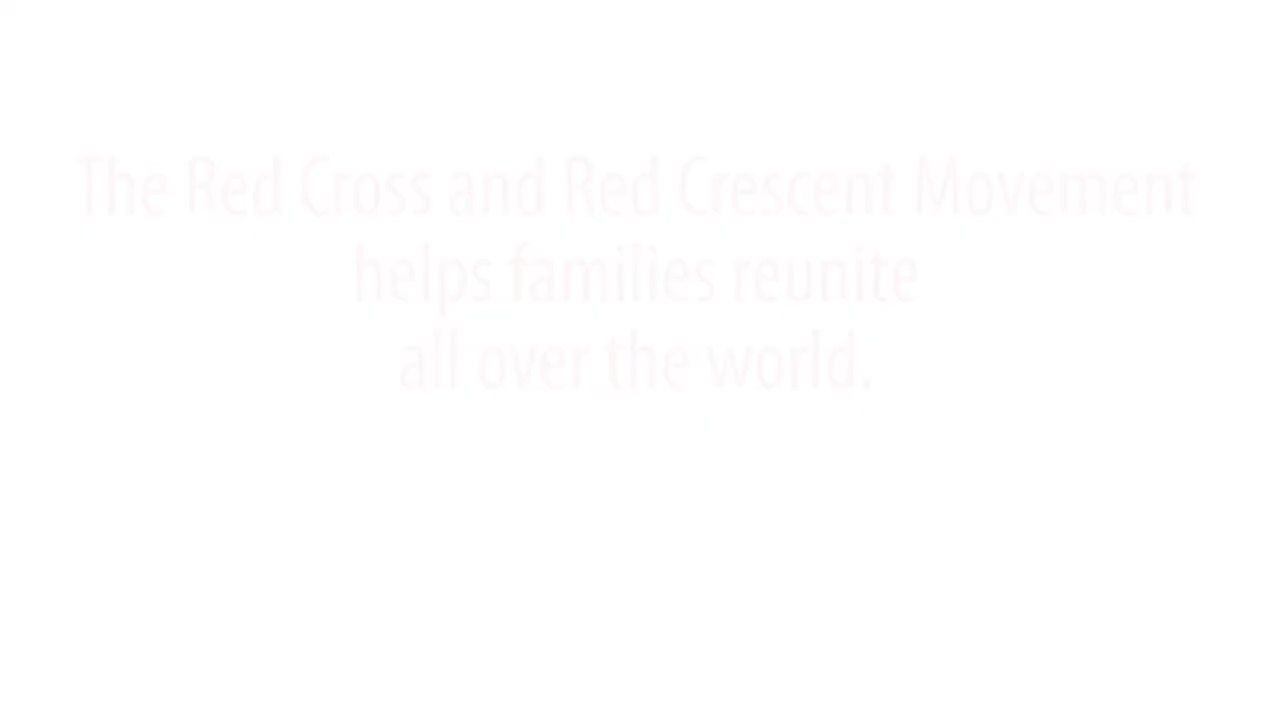 The Red Cross and Red Crescent Movement
helps families reunite
all over the world.